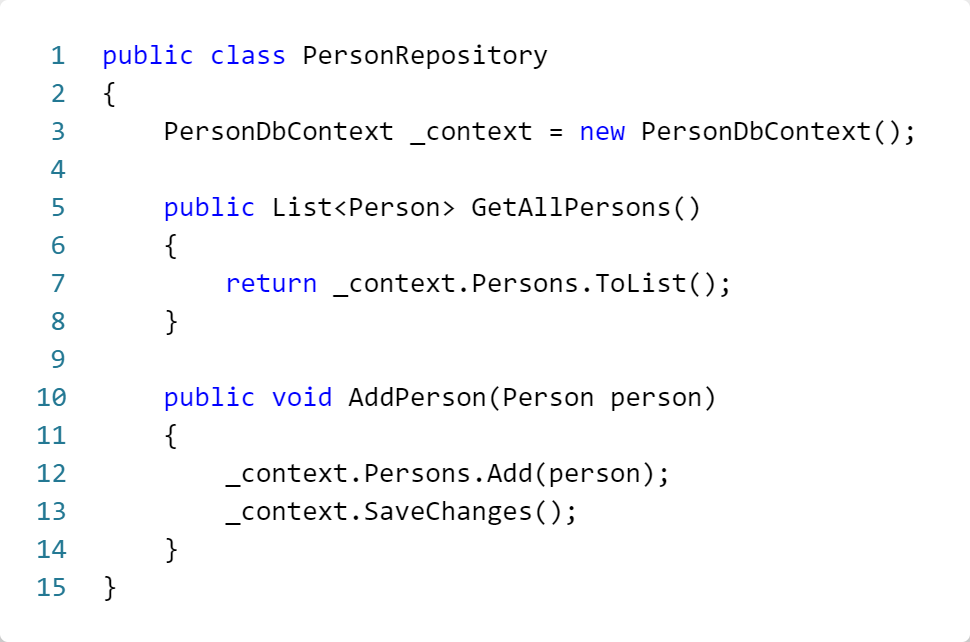 1 public class PersonRepository
2 {
3     PersonDbContext _context = new PersonDbContext();
4
5     public List<Person> GetAllPersons()
6     {
7         return _context.Persons.ToList();
8     }
9
10     public void AddPerson(Person person)
11     {
12         _context.Persons.Add(person);
13         _context.SaveChanges();
14     }
15 }